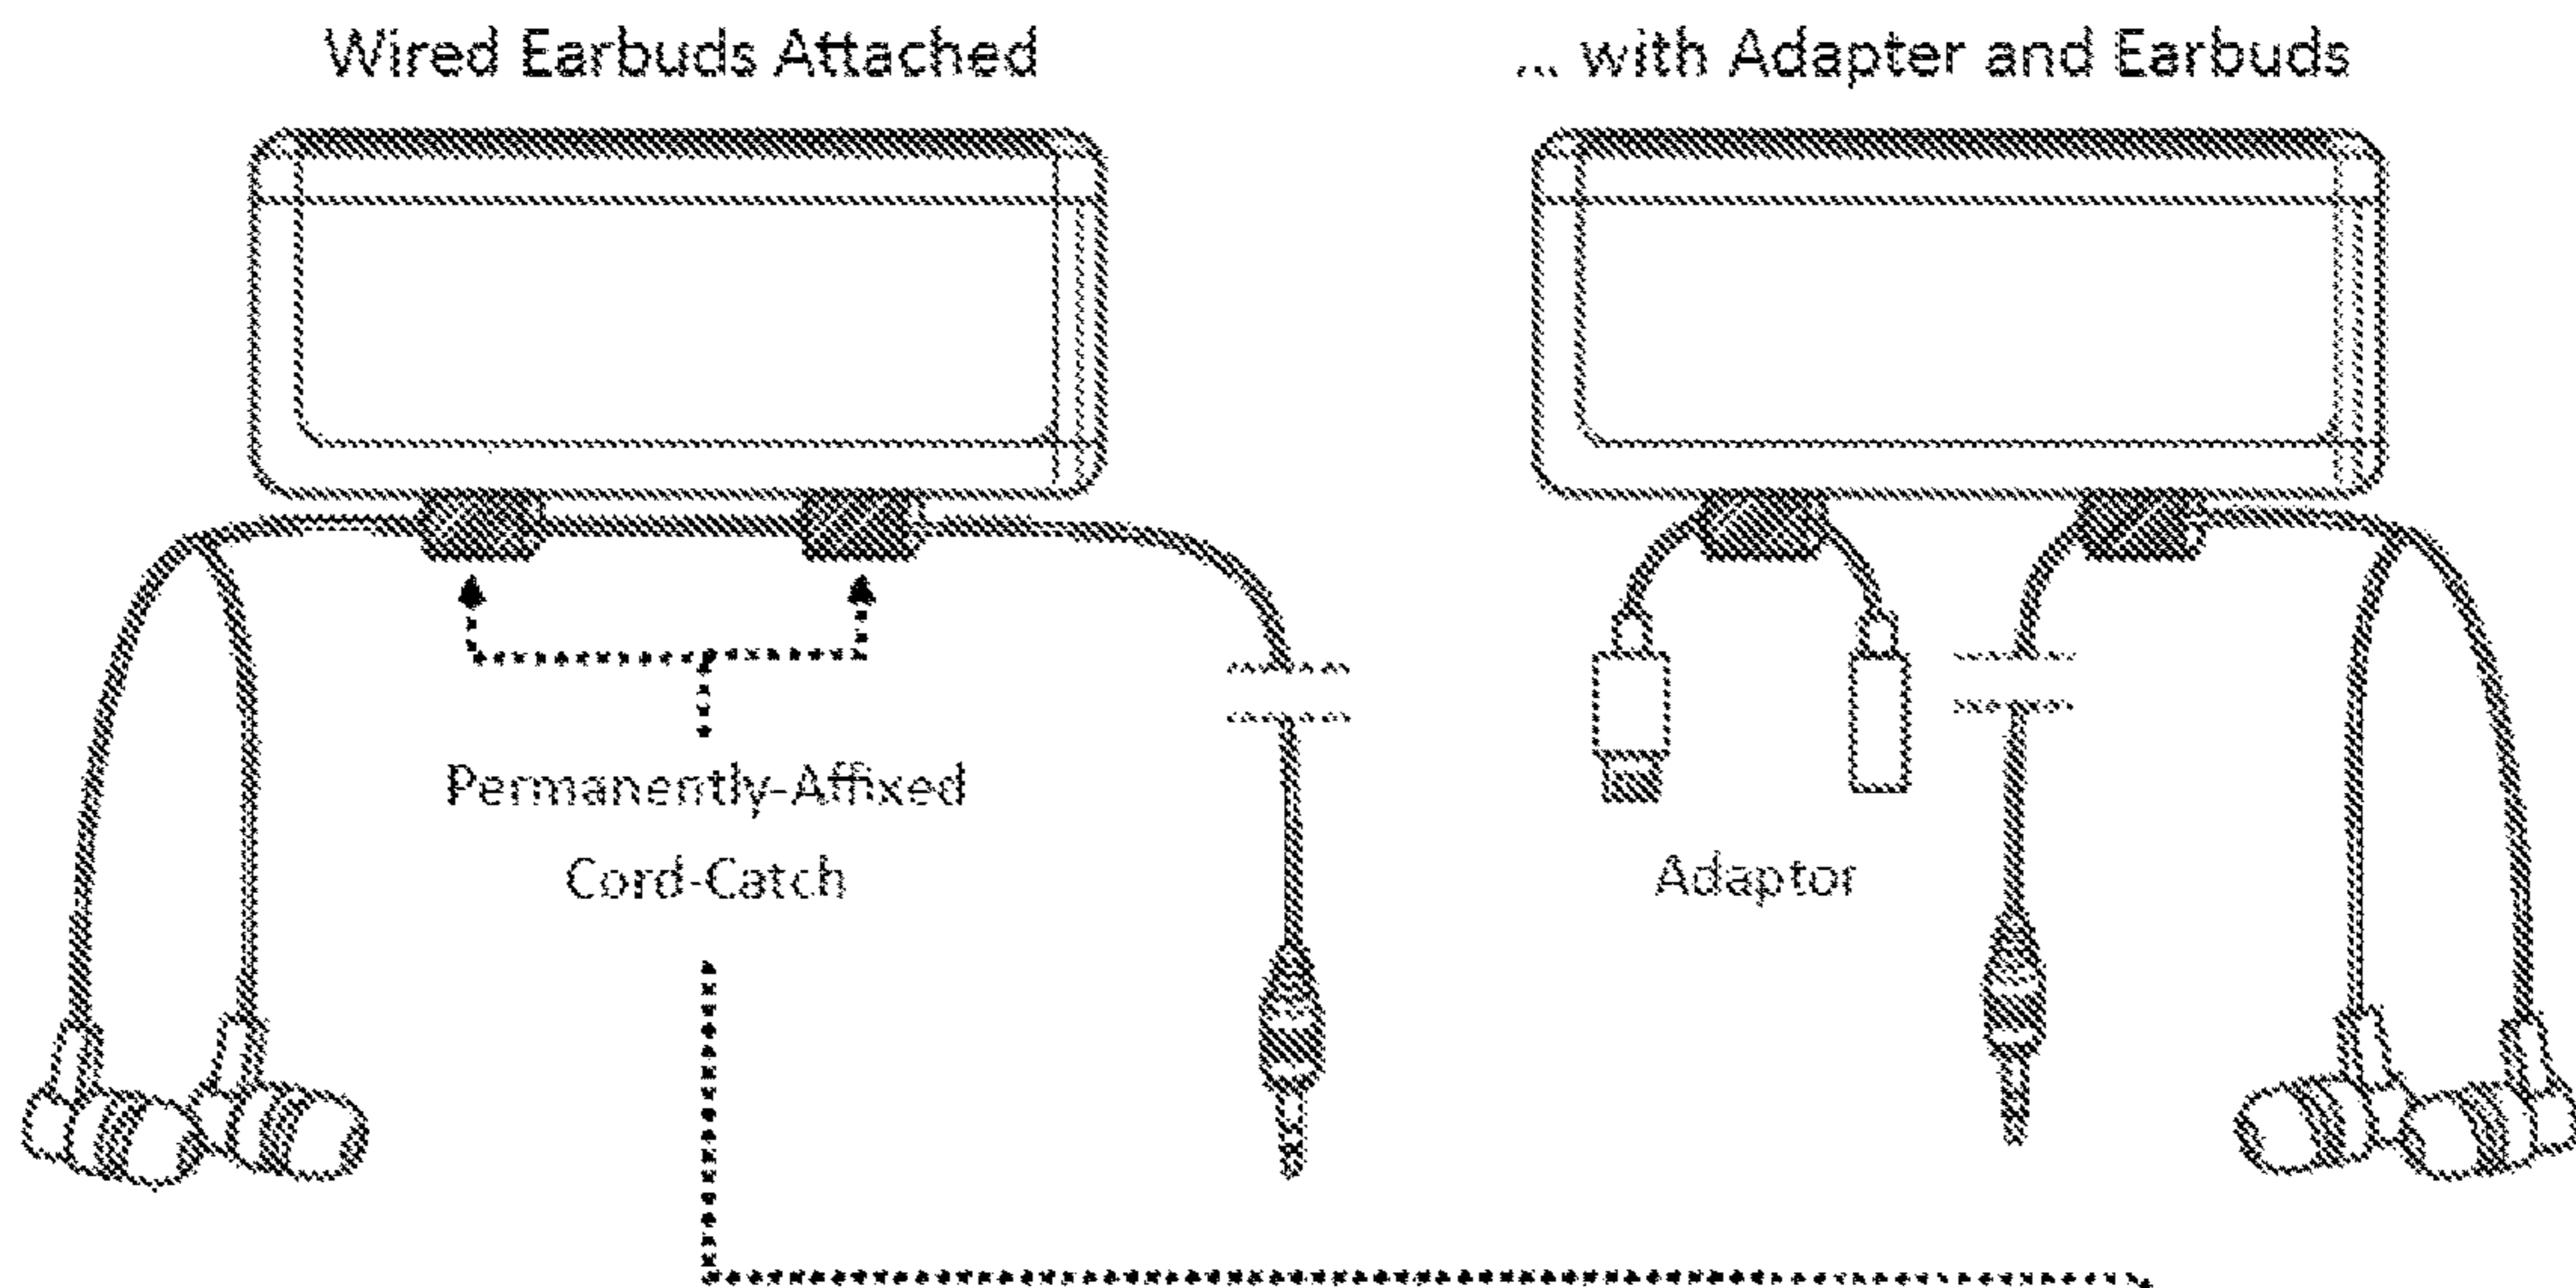 Wired Earbuds Attached
... with Adapter and Earbuds
Permanently-Affixed
Cord-Catch
Adaptor